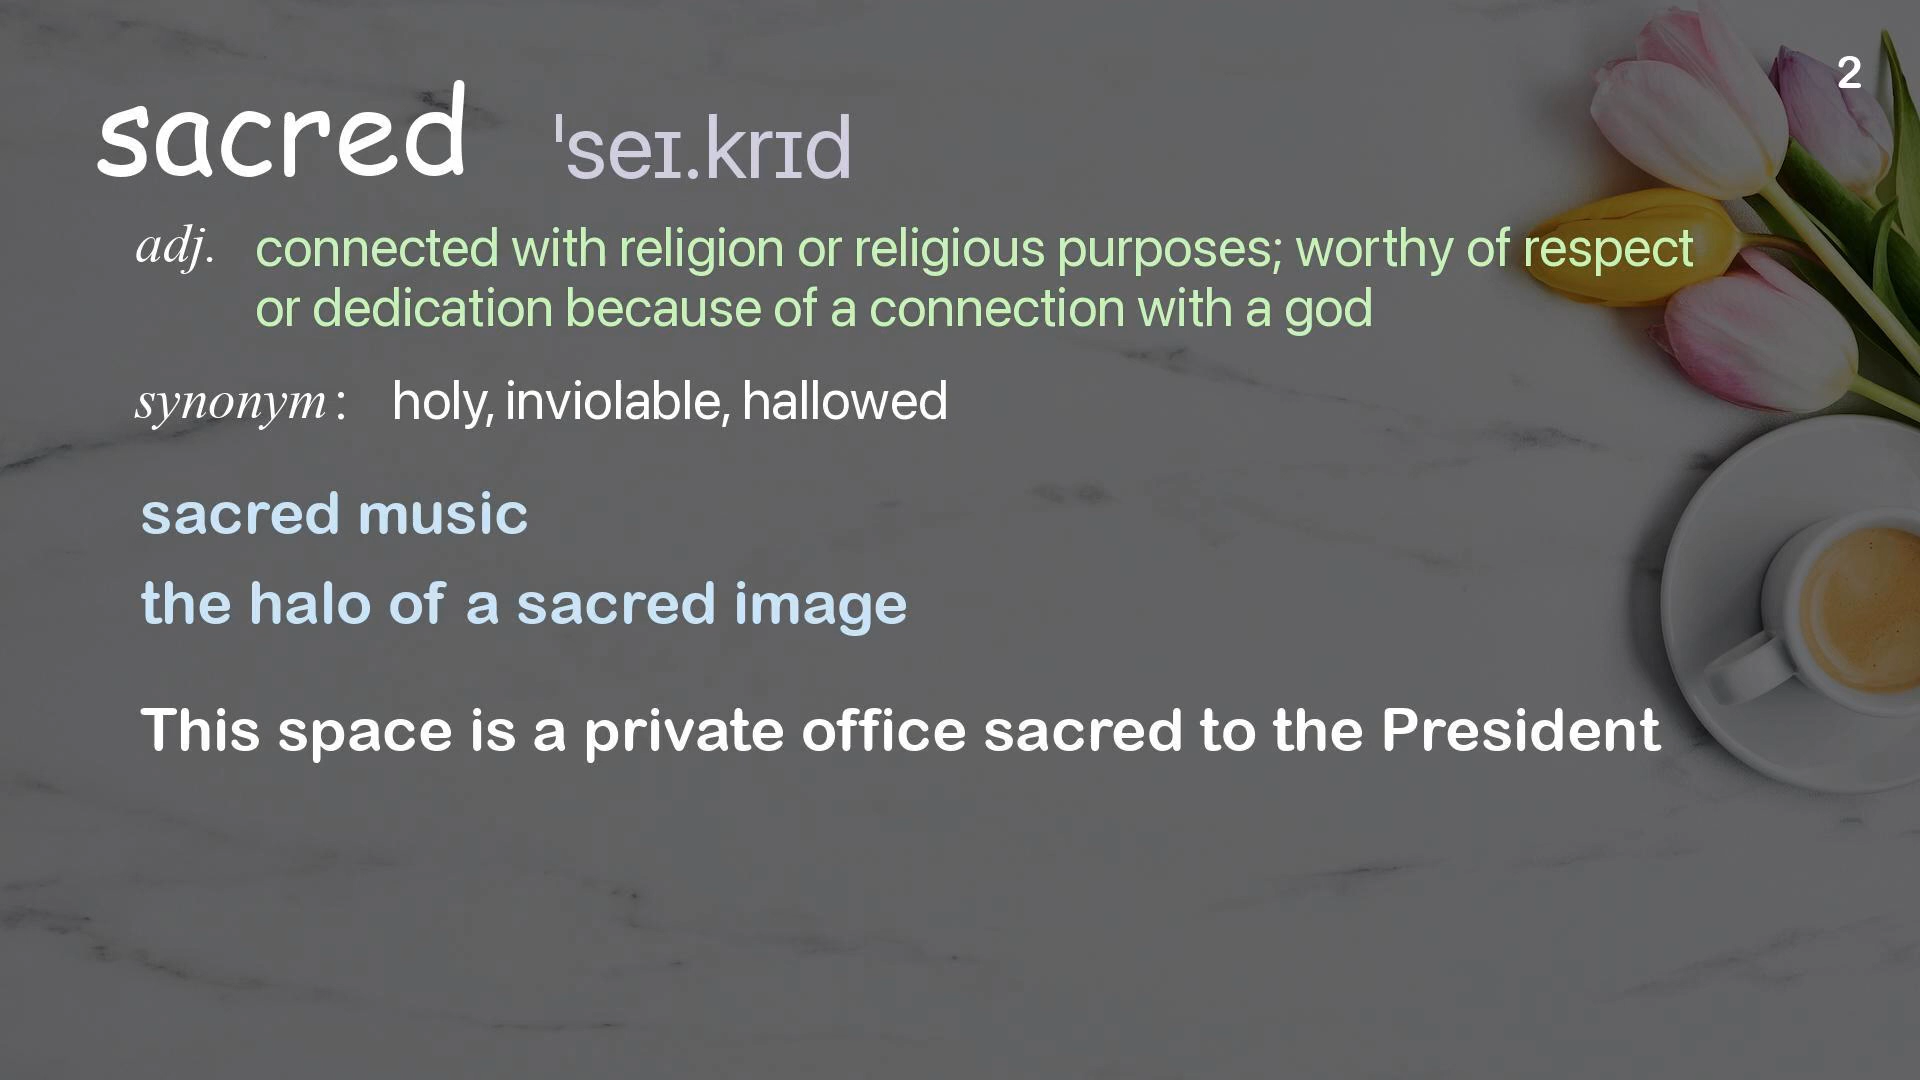 2
sacred ˈseɪ.krɪd
adj. connected with religion or religious purposes; worthy of respect
or dedication because of a connection with a god
synonym: holy, inviolable, hallowed
sacred music
the halo of a sacred image
This space is a private office sacred to the President